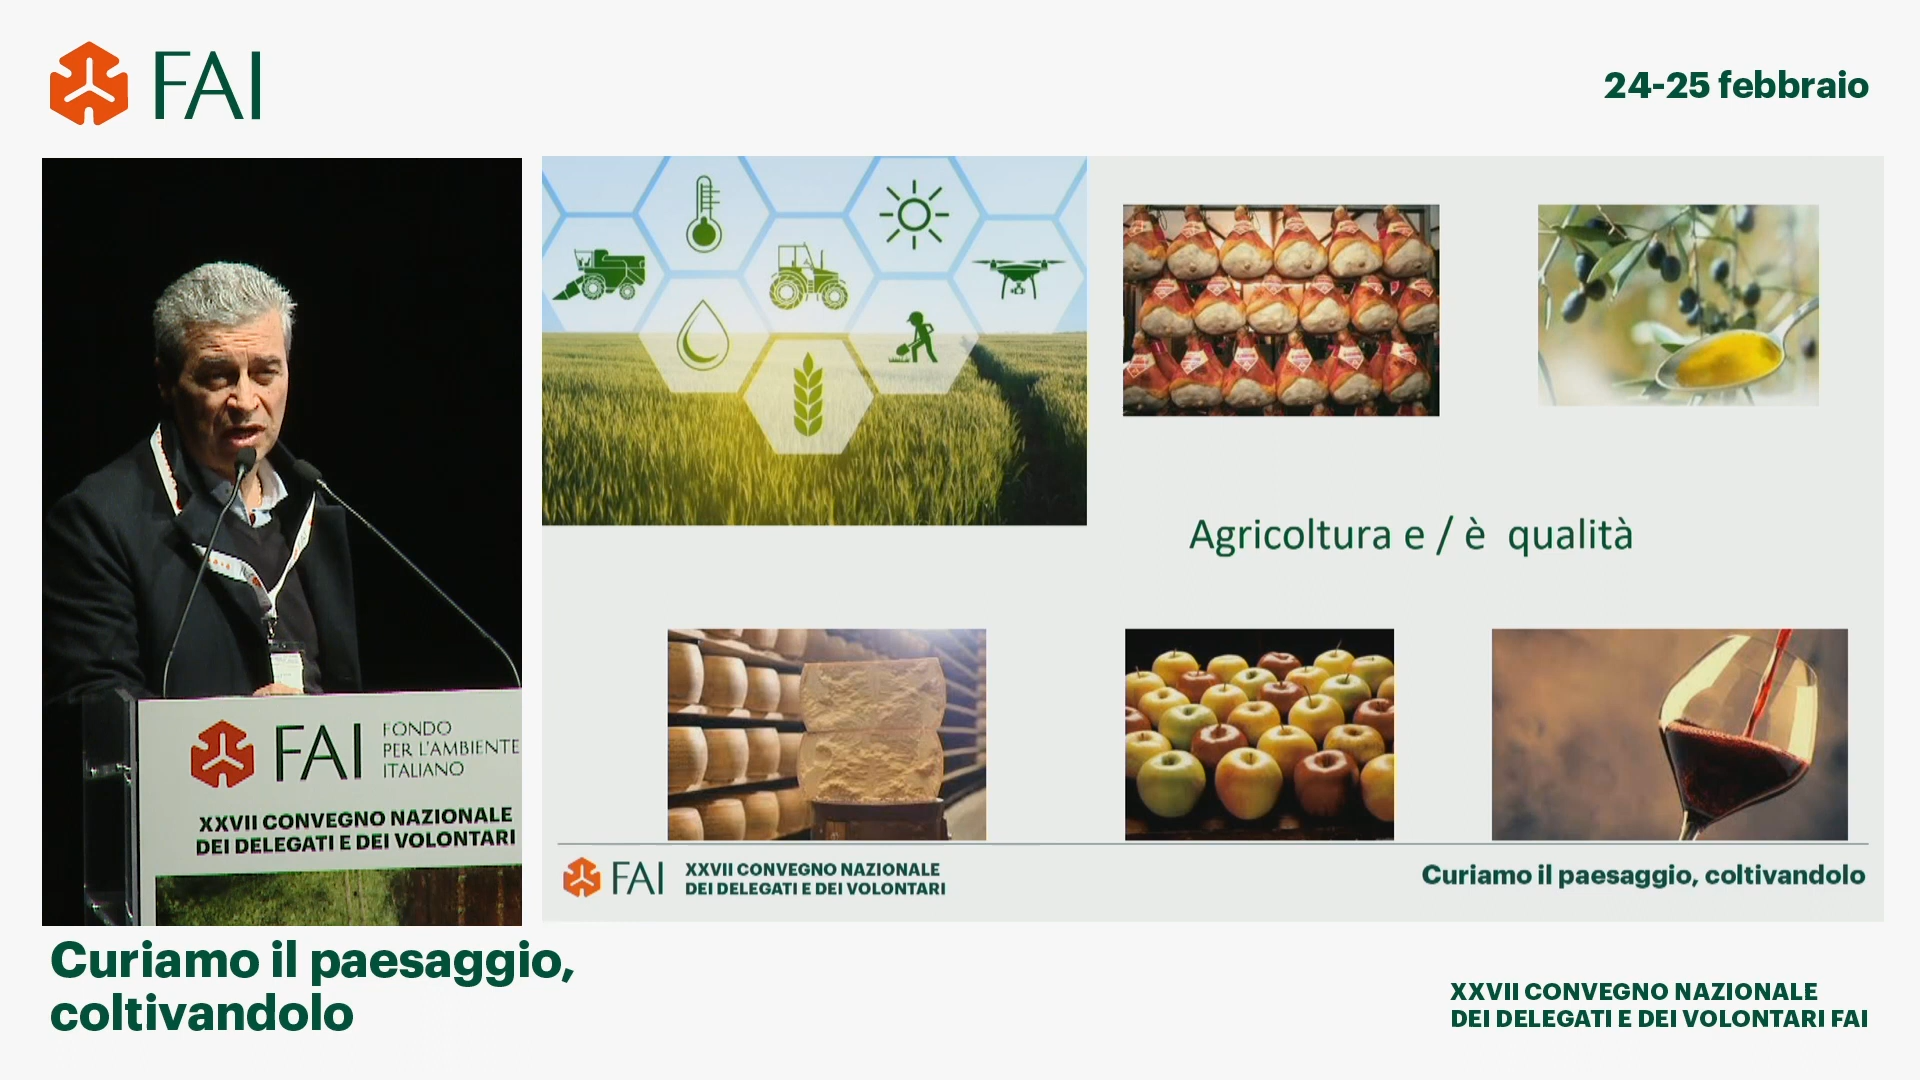 FAI
24-25 febbraio
Agricoltura e / è qualità
FAI
FONDO
PER L'AMBIENTE
ITALIANO
XXVII CONVEGNO NAZIONALE
DEI DELEGATI E DEI VOLONTARI
FAI
XXVII CONVEGNO NAZIONALE
DEI DELEGATI E DEI VOLONTARI
Curiamo il paesaggio, coltivandolo
Curiamo il paesaggio,
coltivandolo
XXVII CONVEGNO NAZIONALE
DEI DELEGATI E DEI VOLONTARI FAI